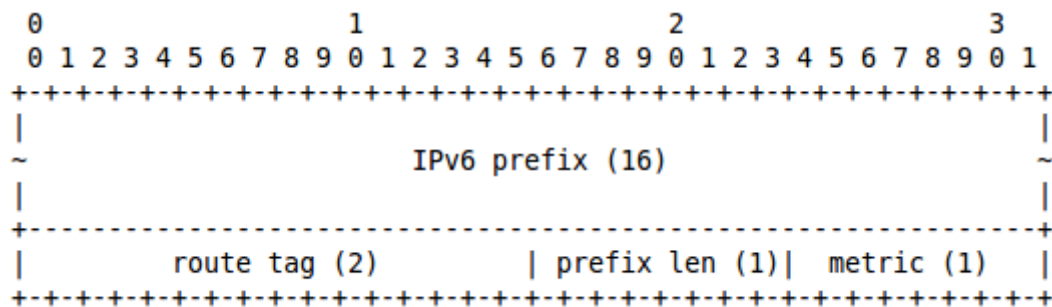 0                   1                   2                   3
 0 1 2 3 4 5 6 7 8 9 0 1 2 3 4 5 6 7 8 9 0 1 2 3 4 5 6 7 8 9 0 1
+-+-+-+-+-+-+-+-+-+-+-+-+-+-+-+-+-+-+-+-+-+-+-+-+-+-+-+-+-+-+-+-+
|                                                               |
~                        IPv6 prefix (16)                       ~
|                                                               |
+---------------------------------------------------------------+
|         route tag (2)         | prefix len (1)|  metric (1)   |
+-+-+-+-+-+-+-+-+-+-+-+-+-+-+-+-+-+-+-+-+-+-+-+-+-+-+-+-+-+-+-+-+